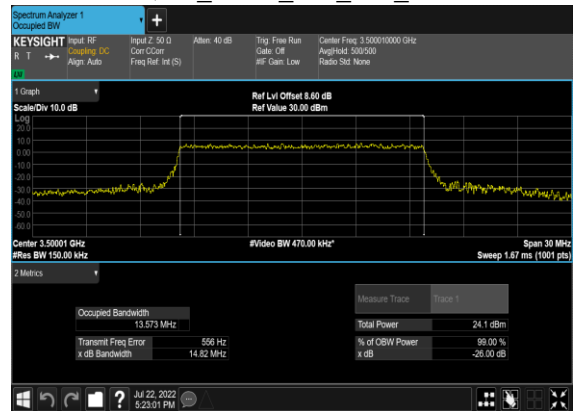 Spectrum Analyzer 1
Occupied BW
+
KEYSIGHT
R T
LU
Input: RF
Coupling: DC
Align: Auto
Input Z: 50 Ω
Corr CCorr
Freq Ref: Int (S)
Atten: 40 dB
Trig: Free Run
Gate: Off
#IF Gain: Low
Center Freq: 3.500010000 GHz
Avg|Hold: 500/500
Radio Std: None
1 Graph
Scale/Div 10.0 dB
Ref Lvl Offset 8.60 dB
Ref Value 30.00 dBm
Log
20.0
10.0
0.00
-10.0
-20.0
-30.0
-40.0
-50.0
-60.0
Center 3.50001 GHz
#Res BW 150.00 kHz
#Video BW 470.00 kHz*
Span 30 MHz
Sweep 1.67 ms (1001 pts)
2 Metrics
Measure Trace Trace 1
Occupied Bandwidth
13.573 MHz
Total Power 24.1 dBm
Transmit Freq Error 556 Hz
% of OBW Power 99.00 %
x dB Bandwidth 14.82 MHz
x dB -26.00 dB
?
Jul 22, 2022
5:23:01 PM